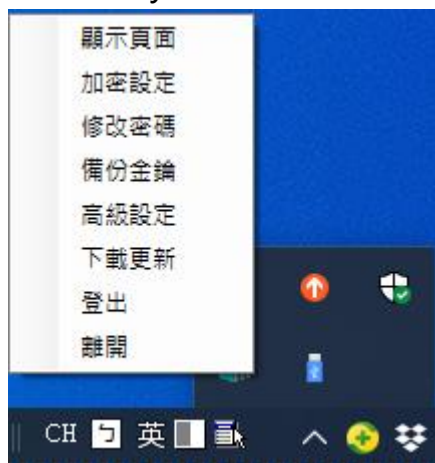 顯示頁面
加密設定
修改密碼
備份金鑰
高級設定
下載更新
登出
離開
CH ㄅ 英